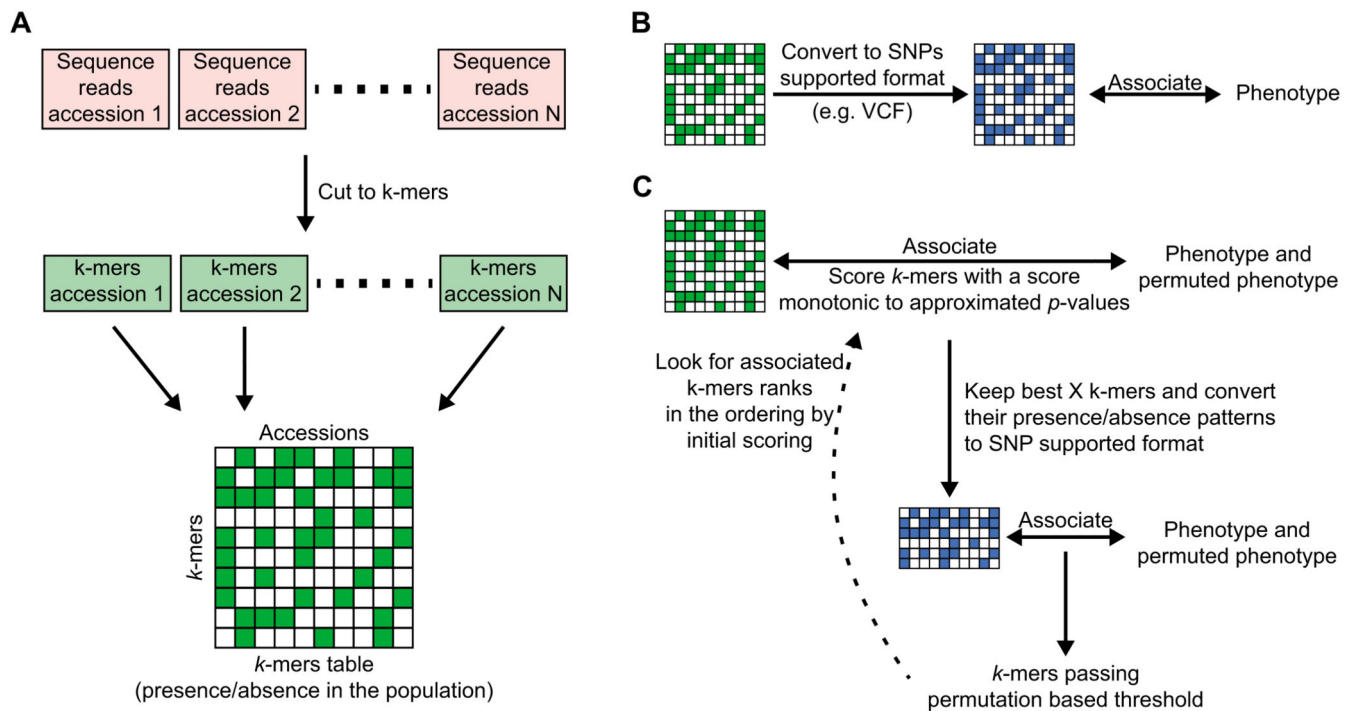 A
Sequence
reads
accession 1
Sequence
reads
accession 2
Sequence
reads
accession N
Cut to k-mers
k-mers
accession 1
k-mers
accession 2
k-mers
accession N
Accessions
k-mers
k-mers table
(presence/absence in the population)
B
Convert to SNPs
supported format
(e.g. VCF)
Associate
Phenotype
C
Associate
Score k-mers with a score
monotonic to approximated p-values
Phenotype and
permuted phenotype
Look for associated
k-mers ranks
in the ordering by
initial scoring
Keep best X k-mers and convert
their presence/absence patterns
to SNP supported format
Associate
Phenotype and
permuted phenotype
k-mers passing
permutation based threshold